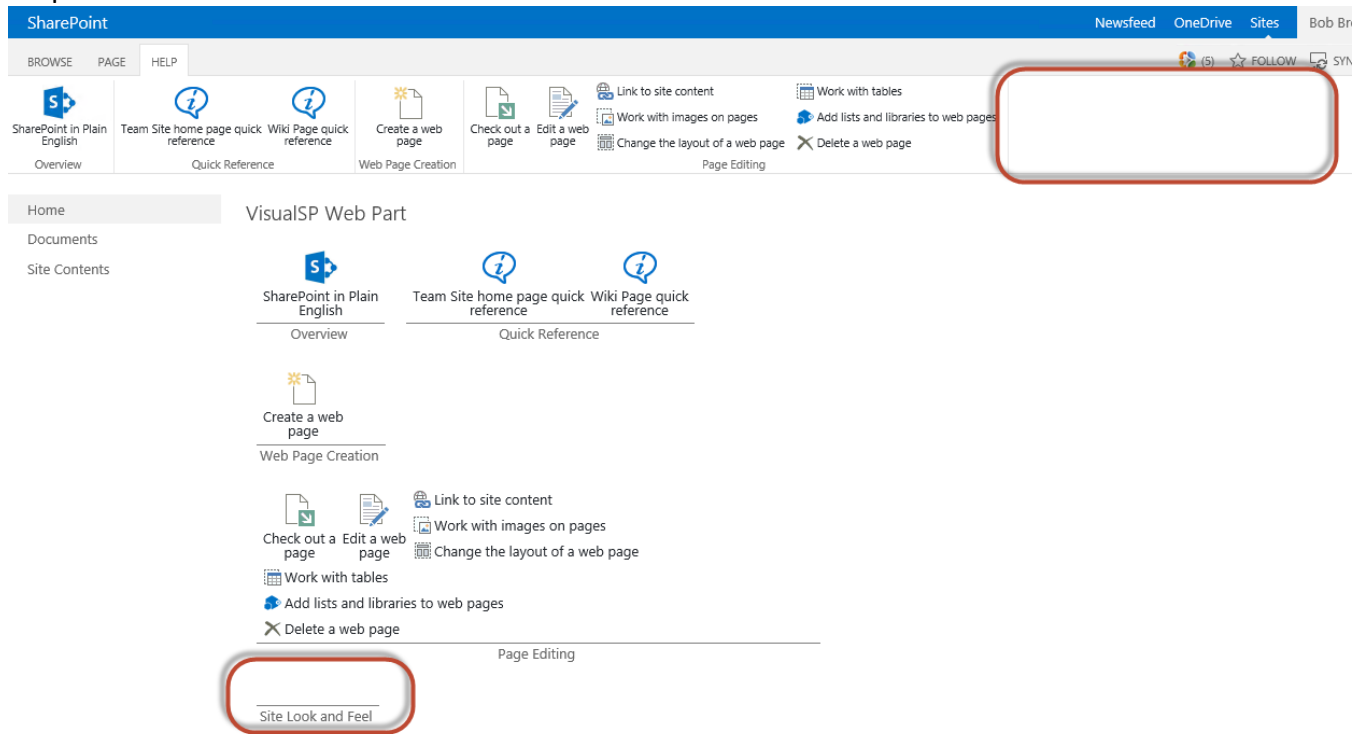 SharePoint
Newsfeed OneDrive Sites Bob Br
BROWSE PAGE HELP
(5) FOLLOW SYN
SharePoint in Plain English
Team Site home page quick reference
Wiki Page quick reference
Create a web page
Check out a page
Edit a web page
Link to site content
Work with images on pages
Change the layout of a web page
Work with tables
Add lists and libraries to web pages
Delete a web page
Overview
Quick Reference
Web Page Creation
Page Editing
Home
Documents
Site Contents
VisualSP Web Part
SharePoint in Plain English
Team Site home page quick reference
Wiki Page quick reference
Overview
Quick Reference
Create a web page
Web Page Creation
Check out a page
Edit a web page
Link to site content
Work with images on pages
Change the layout of a web page
Work with tables
Add lists and libraries to web pages
Delete a web page
Page Editing
Site Look and Feel